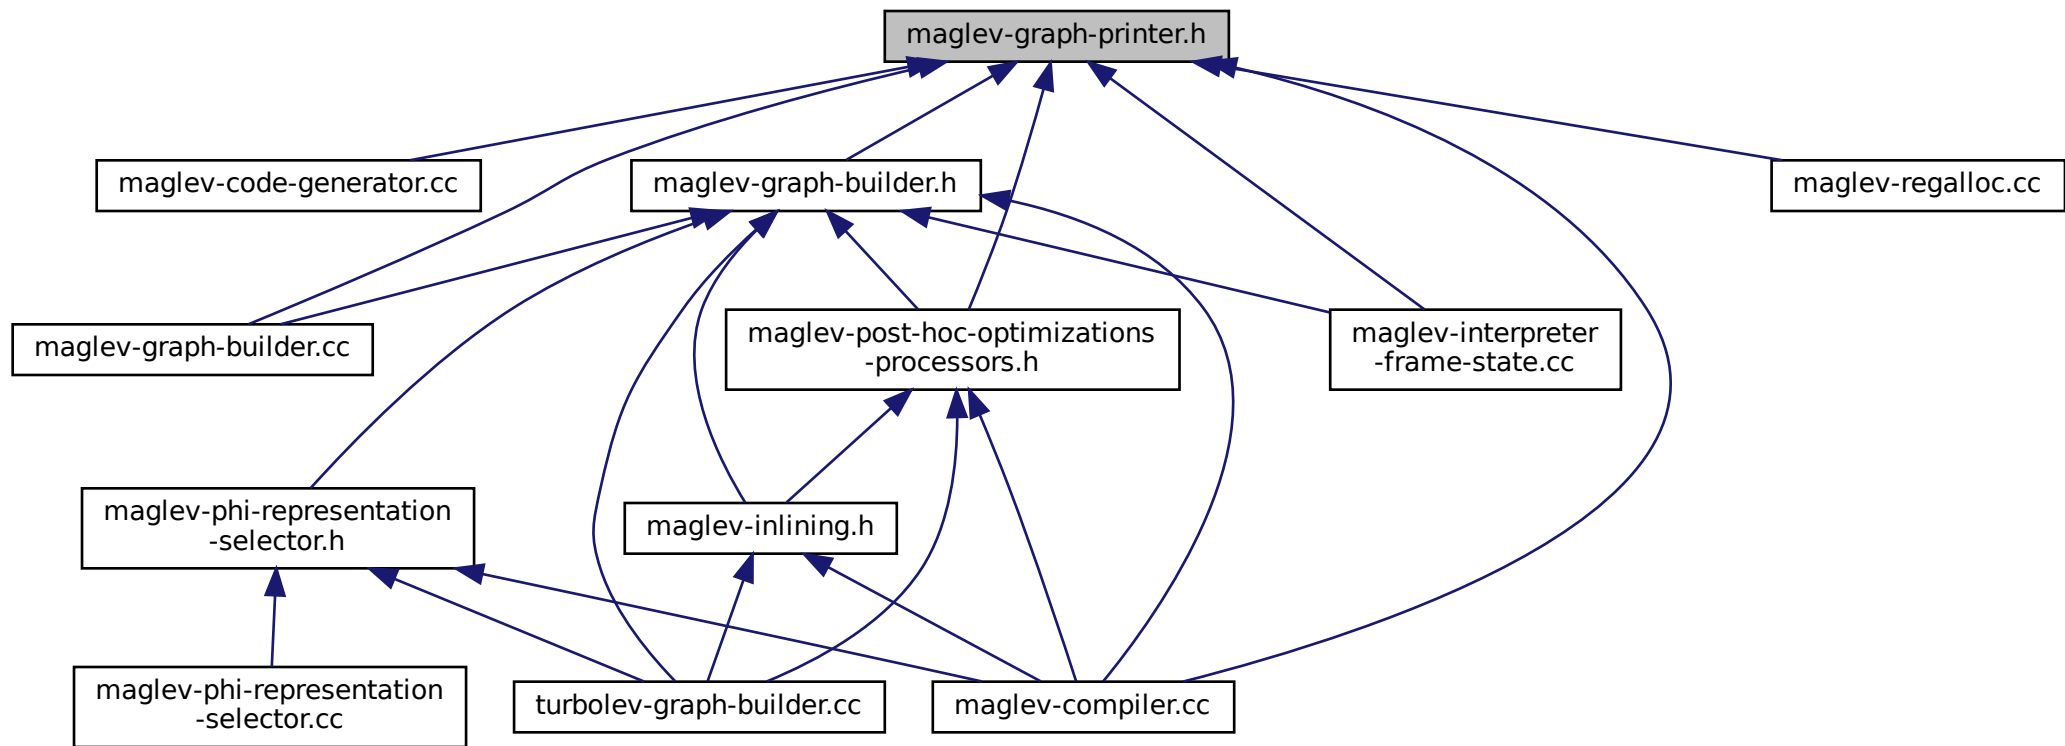 maglev-graph-printer.h
maglev-code-generator.cc
maglev-graph-builder.h
maglev-regalloc.cc
maglev-graph-builder.cc
maglev-post-hoc-optimizations
-processors.h
maglev-interpreter
-frame-state.cc
maglev-phi-representation
-selector.h
maglev-inlining.h
maglev-phi-representation
-selector.cc
turbolev-graph-builder.cc
maglev-compiler.cc